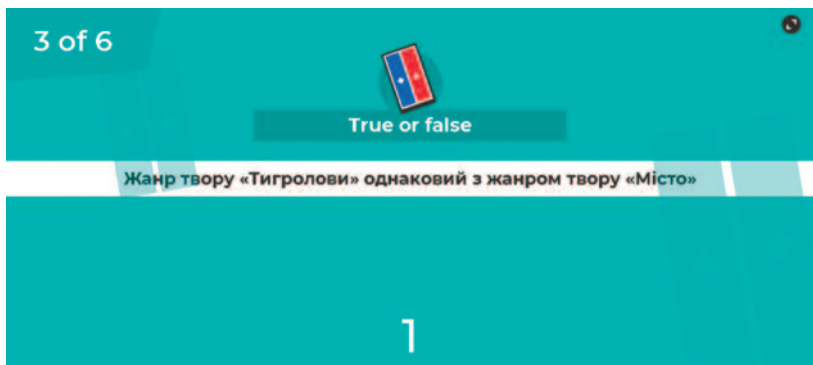 3 of 6
True or false
Жанр твору «Тигролови» однаковий з жанром твору «Місто»
1